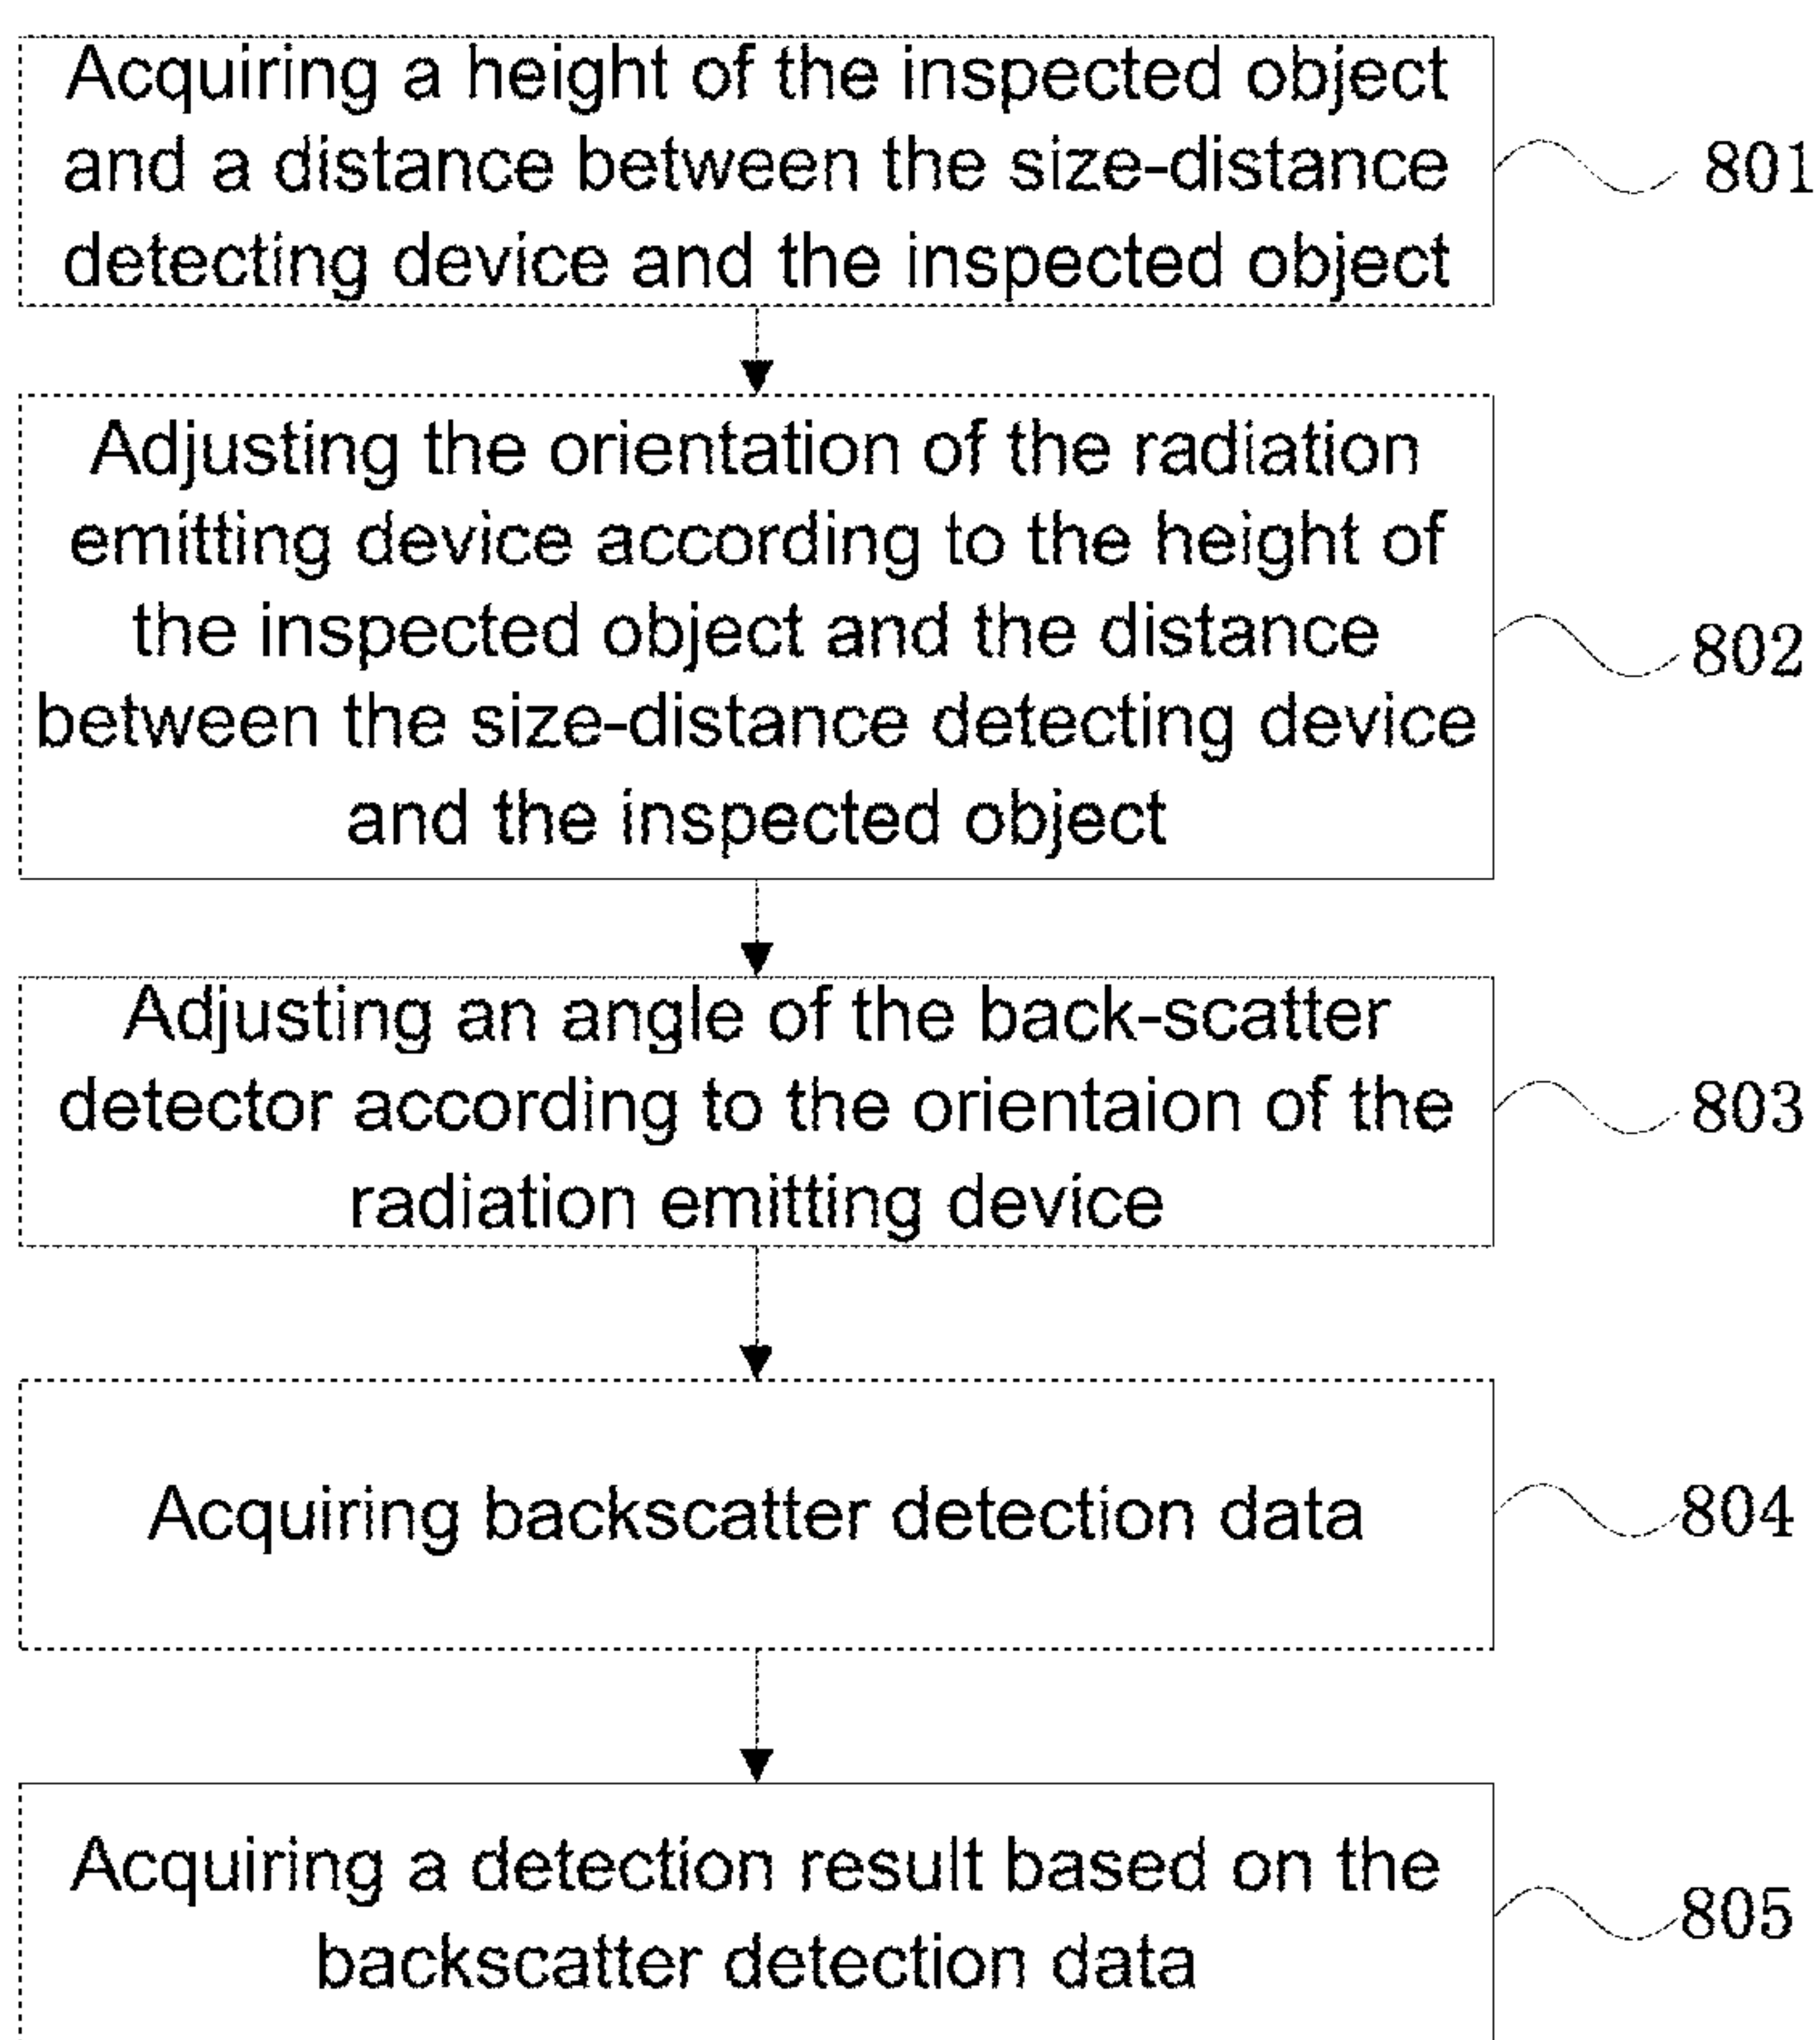 Acquiring a height of the inspected object
and a distance between the size-distance
detecting device and the inspected object
801
Adjusting the orientation of the radiation
emitting device according to the height of
the inspected object and the distance
between the size-distance detecting device
and the inspected object
802
Adjusting an angle of the back-scatter
detector according to the orientaion of the
radiation emitting device
803
Acquiring backscatter detection data
804
Acquiring a detection result based on the
backscatter detection data
805